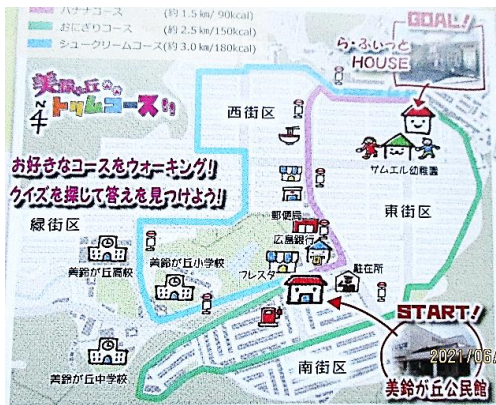 バナナコース (約1.5km/ 90kcal)
おにぎりコース (約2.5km/150kcal)
シュークリームコース(約3.0km/180kcal)
GOAL!
ら・ふぃっと
HOUSE
美鈴が丘
トリムコース!!
4
西街区
お好きなコースをウォーキング!
クイズを探して答えを見つけよう!
サムエル幼稚園
東街区
緑街区
郵便局
広島銀行
美鈴が丘高校
美鈴が丘小学校
フレスタ
駐在所
START!
美鈴が丘中学校
南街区
2021/06
美鈴が丘公民館